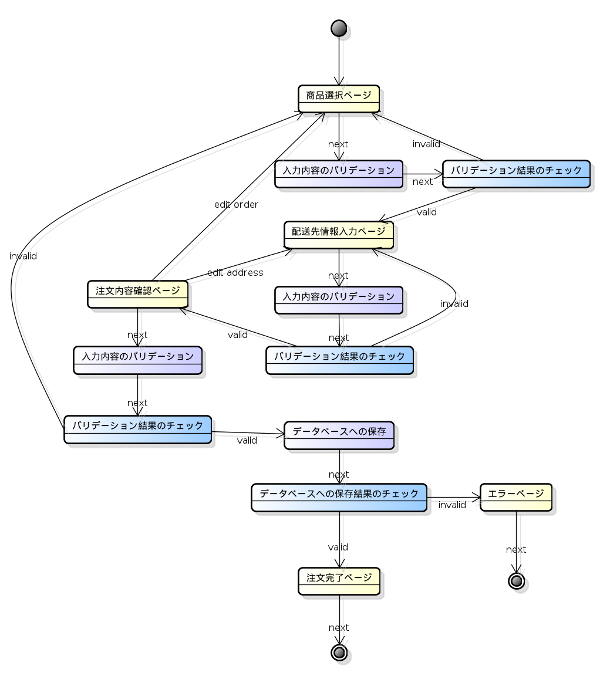 商品選択ページ
next
invalid
入力内容のバリデーション
next
バリデーション結果のチェック
valid
edit order
配送先情報入力ページ
invalid
edit address
next
注文内容確認ページ
入力内容のバリデーション
invalid
next
valid
next
入力内容のバリデーション
バリデーション結果のチェック
next
バリデーション結果のチェック
valid
データベースへの保存
next
データベースへの保存結果のチェック
invalid
エラーページ
valid
next
注文完了ページ
next